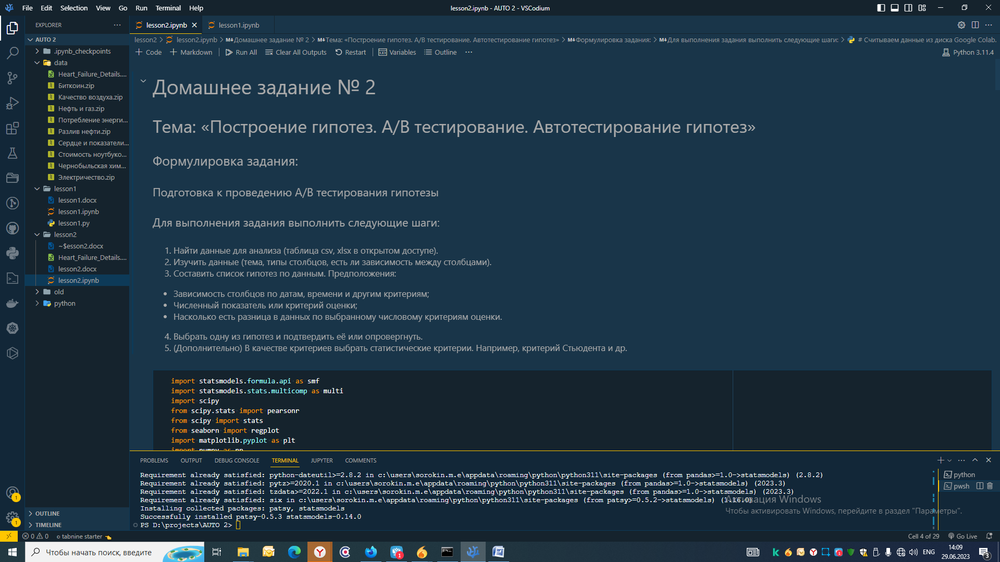 File Edit Selection View Go Run Terminal Help
lesson2.ipynb - AUTO 2 - VSCodium
EXPLORER
AUTO 2
.ipynb_checkpoints
data
Heart_Failure_Details....
Биткоин.zip
Качество воздуха.zip
Нефть и газ.zip
Потребление энерги...
Разлив нефти.zip
Сердце и показатели...
Стоимость ноутбуко...
Чернобыльская хим...
Электричество.zip
lesson1
lesson1.docx
lesson1.ipynb
lesson1.py
lesson2
~$esson2.docx
Heart_Failure_Details....
lesson2.docx
lesson2.ipynb
old
python
OUTLINE
TIMELINE
lesson2.ipynb lesson1.ipynb
lesson2 > lesson2.ipynb > Домашнее задание № 2 > Тема: «Построение гипотез. A/B тестирование. Автотестирование гипотез» > Формулировка задания: > Для выполнения задания выполнить следующие шаги: > # Считываем данные из диска Google Colab.
Code Markdown Run All Clear All Outputs Restart Variables Outline ... Python 3.11.4
Домашнее задание № 2
Тема: «Построение гипотез. A/B тестирование. Автотестирование гипотез»
Формулировка задания:
Подготовка к проведению A/B тестирования гипотезы
Для выполнения задания выполнить следующие шаги:
1. Найти данные для анализа (таблица csv, xlsx в открытом доступе).
2. Изучить данные (тема, типы столбцов, есть ли зависимость между столбцами).
3. Составить список гипотез по данным. Предположения:
• Зависимость столбцов по датам, времени и другим критериям;
• Численный показатель или критерий оценки;
• Насколько есть разница в данных по выбранному числовому критериям оценки.
4. Выбрать одну из гипотез и подтвердить её или опровергнуть.
5. (Дополнительно) В качестве критериев выбрать статистические критерии. Например, критерий Стьюдента и др.
import statsmodels.formula.api as smf
import statsmodels.stats.multicomp as multi
import scipy
from scipy.stats import pearsonr
from scipy import stats
from seaborn import regplot
import matplotlib.pyplot as plt
import numpy as np
PROBLEMS OUTPUT DEBUG CONSOLE TERMINAL JUPYTER COMMENTS
Requirement already satisfied: python-dateutil>=2.8.2 in c:\users\sorokin.m.e\appdata\roaming\python\python311\site-packages (from pandas>=1.0->statsmodels) (2.8.2)
Requirement already satisfied: pytz>=2020.1 in c:\users\sorokin.m.e\appdata\roaming\python\python311\site-packages (from pandas>=1.0->statsmodels) (2023.3)
Requirement already satisfied: tzdata>=2022.1 in c:\users\sorokin.m.e\appdata\roaming\python\python311\site-packages (from pandas>=1.0->statsmodels) (2023.3)
Requirement already satisfied: six in c:\users\sorokin.m.e\appdata\roaming\python\python311\site-packages (from patsy>=0.5.2->statsmodels) (1.16.0)
Installing collected packages: patsy, statsmodels
Successfully installed patsy-0.5.3 statsmodels-0.14.0
PS D:\projects\AUTO 2>
python
pwsh
Активация Windows
Чтобы активировать Windows, перейдите в раздел "Параметры".
0 0 tabnine starter Cell 4 of 29 Go Live
Чтобы начать поиск, введите
ENG
14:09
29.06.2023
3